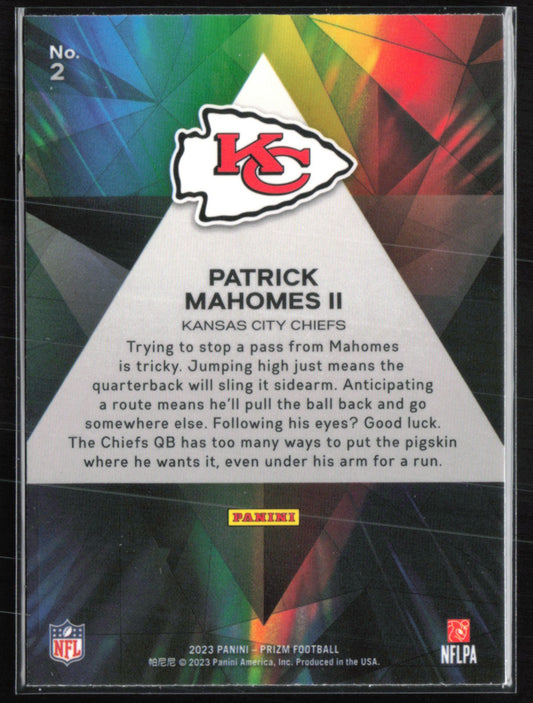 No.
2
KC
PATRICK
MAHOMES II
KANSAS CITY CHIEFS
Trying to stop a pass from Mahomes
is tricky. Jumping high just means the
quarterback will sling it sidearm. Anticipating
a route means he'll pull the ball back and go
somewhere else. Following his eyes? Good luck.
The Chiefs QB has too many ways to put the pigskin
where he wants it, even under his arm for a run.
PANINI
NFL
2023 PANINI – PRIZM FOOTBALL
帕尼尼 © 2023 Panini America, Inc. Produced in the USA.
NFLPA